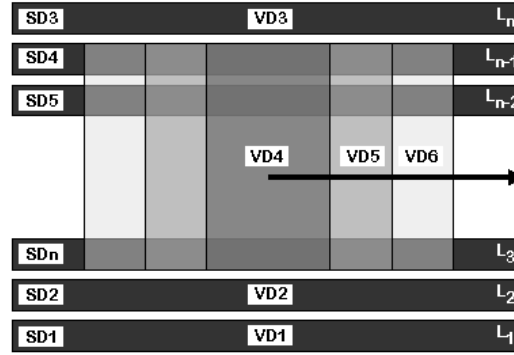 SD3 VD3 Ln
SD4 Ln-1
SD5 Ln-2
VD4 VD5 VD6
SDn L3
SD2 VD2 L2
SD1 VD1 L1